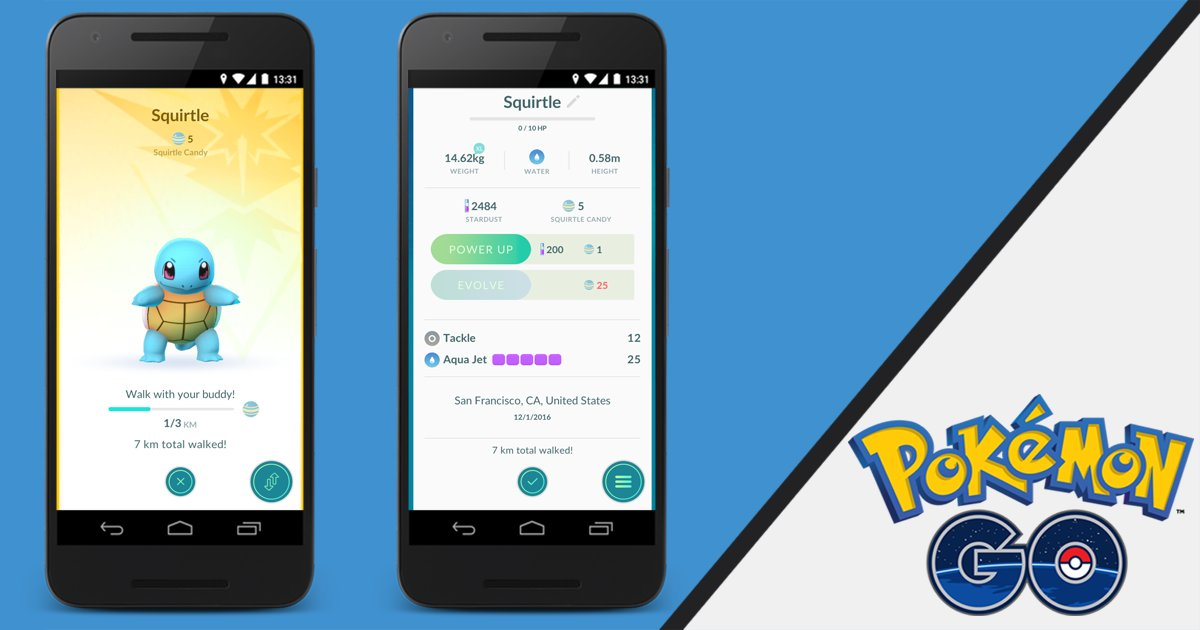 13:31
Squirtle
5
Squirtle Candy
Walk with your buddy!
1/3 KM
7 km total walked!
13:31
Squirtle
0 / 10 HP
XL
14.62kg
WEIGHT
WATER
0.58m
HEIGHT
2484
STARDUST
5
SQUIRTLE CANDY
POWER UP 200 1
EVOLVE 25
Tackle 12
Aqua Jet 25
San Francisco, CA, United States
12/1/2016
7 km total walked!
POKéMON™
GO